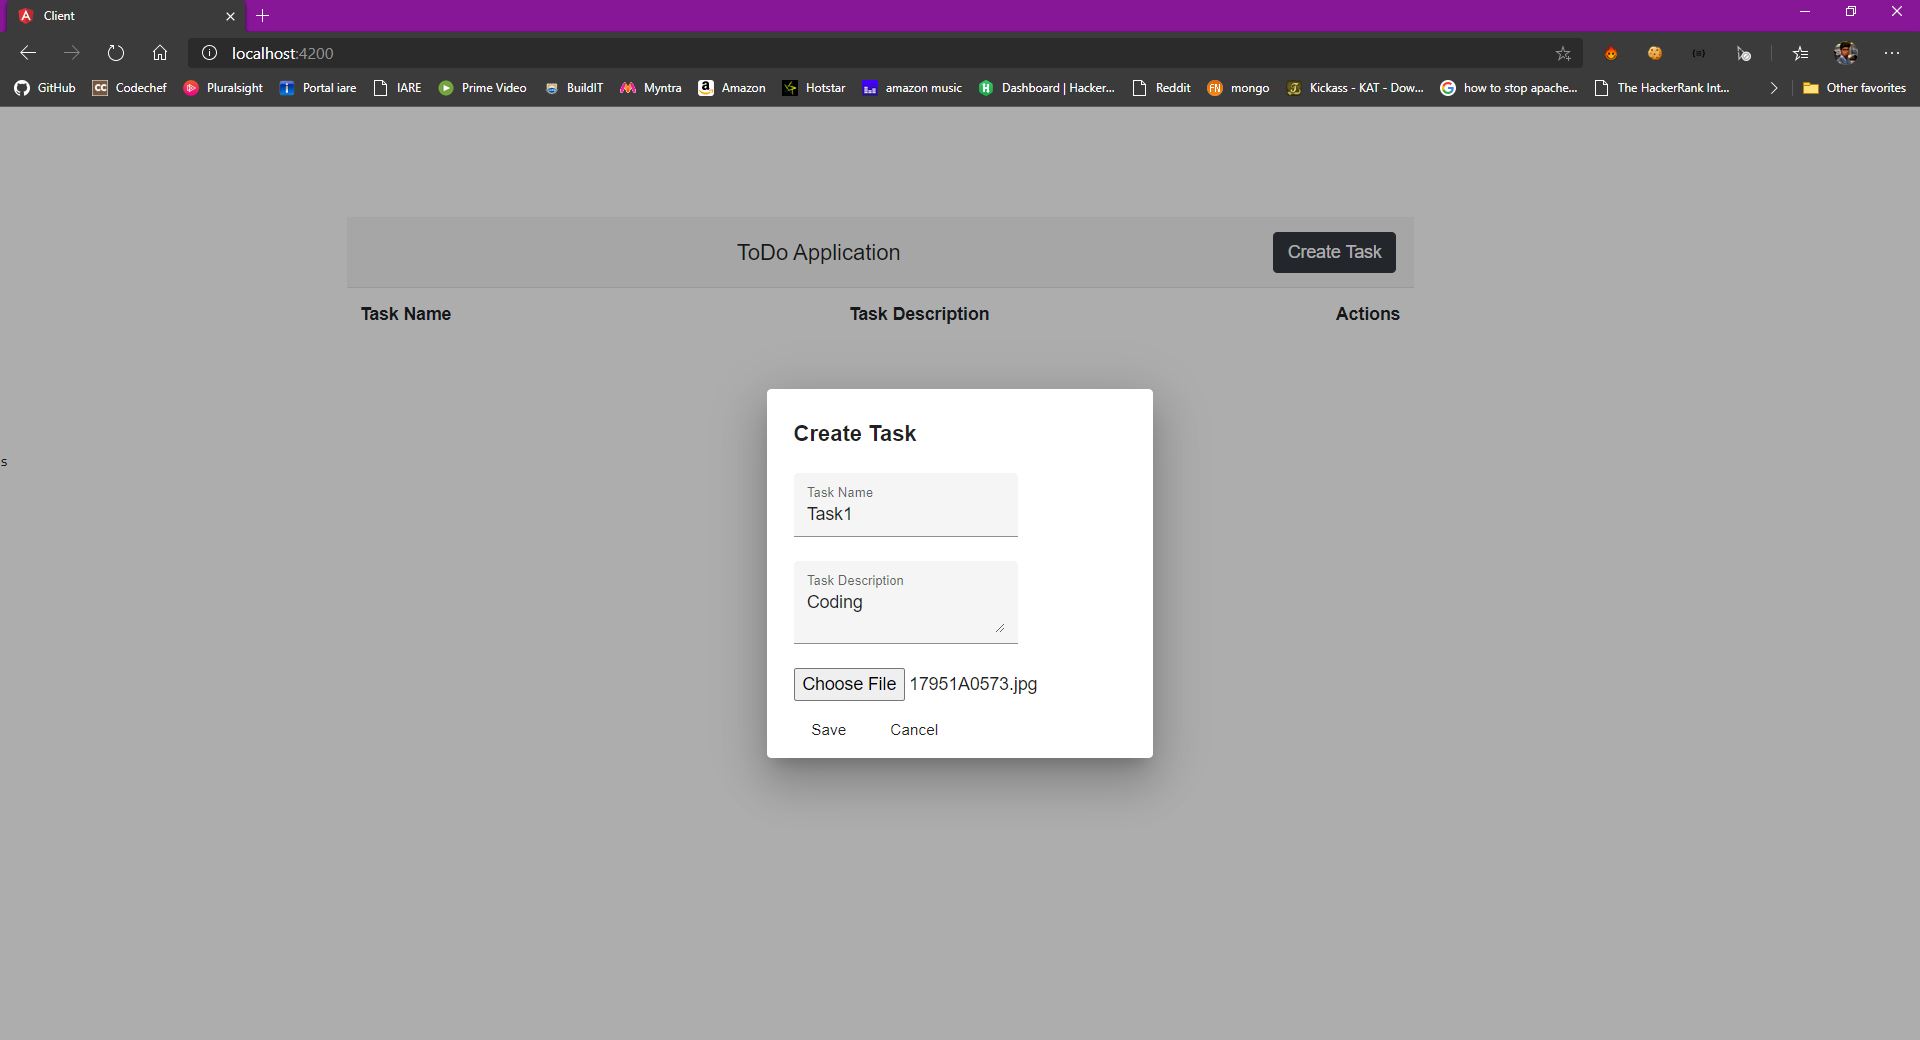 Client
localhost:4200
GitHub
CC Codechef
Pluralsight
Portal iare
IARE
Prime Video
BuildIT
Myntra
a Amazon
Hotstar
amazon music
H Dashboard | Hacker...
Reddit
FN mongo
Kickass - KAT - Dow...
G how to stop apache...
The HackerRank Int...
Other favorites
ToDo Application
Create Task
Task Name Task Description Actions
s
Create Task
Task Name
Task1
Task Description
Coding
Choose File 17951A0573.jpg
Save Cancel